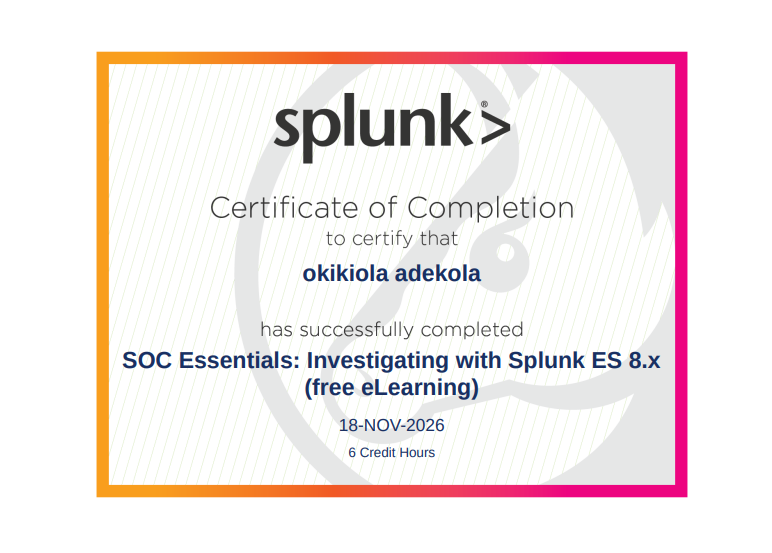 splunk>®
Certificate of Completion
to certify that
okikiola adekola
has successfully completed
SOC Essentials: Investigating with Splunk ES 8.x
(free eLearning)
18-NOV-2026
6 Credit Hours